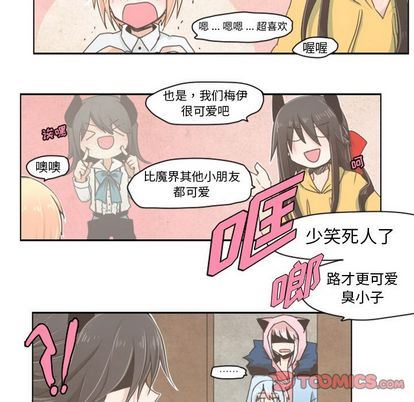 嗯...嗯嗯...超喜欢
喔喔
也是，我们梅伊
很可爱吧
噗嘿
噢噢
比魔界其他小朋友
都可爱
呵
哐
啷
少笑死人了
路才更可爱
臭小子
?!
........
TOOMICS.COM